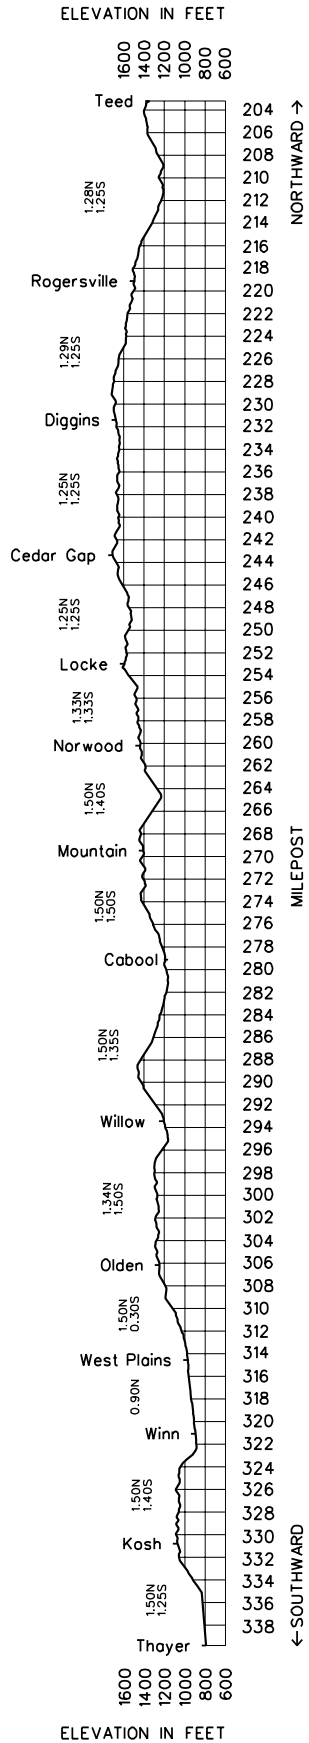 ELEVATION IN FEET
1600 1400 1200 1000 800 600
Teed
204
NORTHWARD →
206
208
210
1.28N
1.25S
212
214
216
218
Rogersville
220
222
224
1.29N
1.25S
226
228
230
Diggins
232
234
236
1.25N
1.25S
238
240
242
Cedar Gap
244
246
248
1.25N
1.25S
250
252
Locke
254
256
1.33N
1.33S
258
Norwood
260
262
264
1.50N
1.40S
266
268
Mountain
270
MILEPOST
272
274
1.50N
1.50S
276
278
Cabool
280
282
284
286
1.50N
1.35S
288
290
292
Willow
294
296
298
300
1.34N
1.50S
302
304
Olden
306
308
310
1.50N
0.30S
312
314
West Plains
316
0.90N
318
320
Winn
322
324
326
1.50N
1.40S
328
330
Kosh
332
334
← SOUTHWARD
1.50N
1.25S
336
338
Thayer
1600 1400 1200 1000 800 600
ELEVATION IN FEET